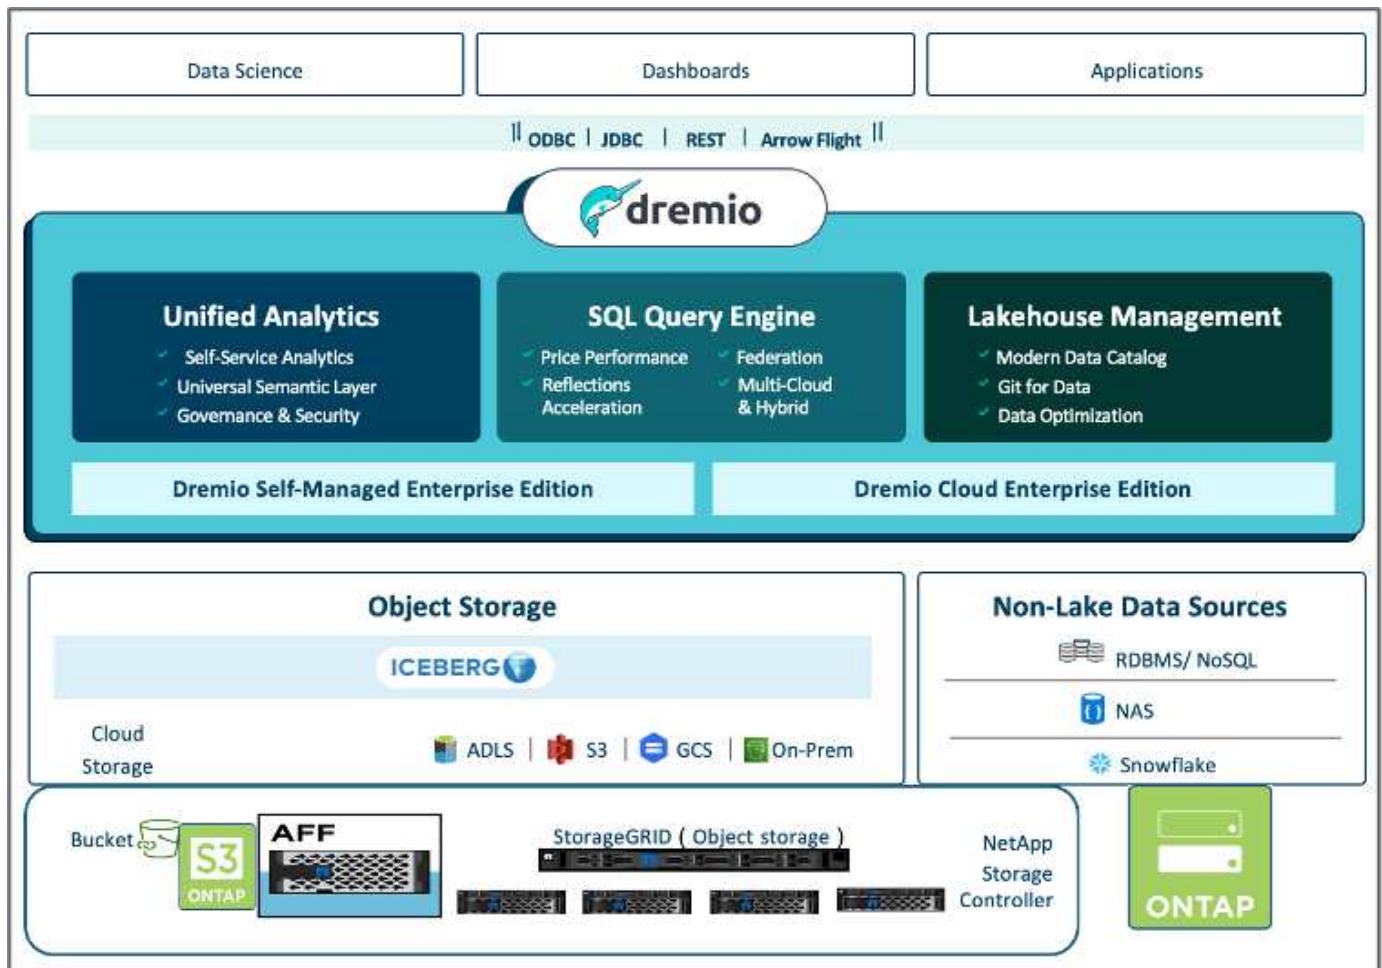 Data Science
Dashboards
Applications
ODBC | JDBC | REST | Arrow Flight
dremio
Unified Analytics
Self-Service Analytics
Universal Semantic Layer
Governance & Security
SQL Query Engine
Price Performance
Reflections
Acceleration
Federation
Multi-Cloud
& Hybrid
Lakehouse Management
Modern Data Catalog
Git for Data
Data Optimization
Dremio Self-Managed Enterprise Edition
Dremio Cloud Enterprise Edition
Object Storage
ICEBERG
Cloud
Storage
ADLS | S3 | GCS | On-Prem
Non-Lake Data Sources
RDBMS/ NoSQL
NAS
Snowflake
Bucket
S3
ONTAP
AFF
StorageGRID ( Object storage )
NetApp
Storage
Controller
ONTAP